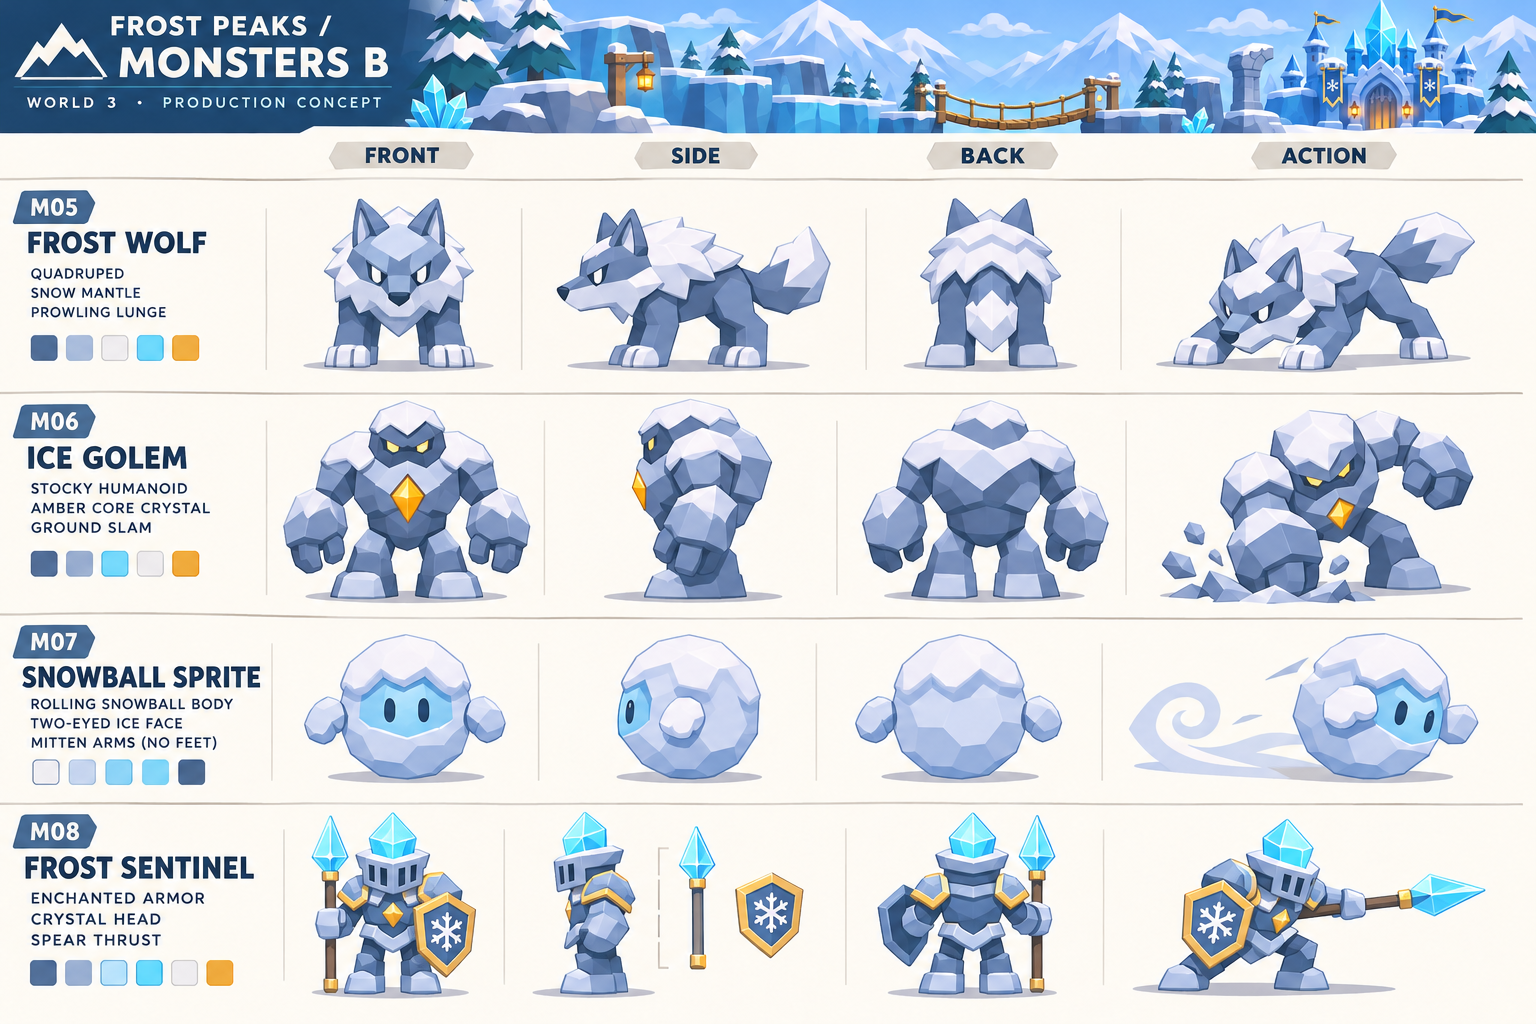 FROST PEAKS /
MONSTERS B
WORLD 3 • PRODUCTION CONCEPT
FRONT
SIDE
BACK
ACTION
M05
FROST WOLF
QUADRUPED
SNOW MANTLE
PROWLING LUNGE
M06
ICE GOLEM
STOCKY HUMANOID
AMBER CORE CRYSTAL
GROUND SLAM
M07
SNOWBALL SPRITE
ROLLING SNOWBALL BODY
TWO-EYED ICE FACE
MITTEN ARMS (NO FEET)
M08
FROST SENTINEL
ENCHANTED ARMOR
CRYSTAL HEAD
SPEAR THRUST